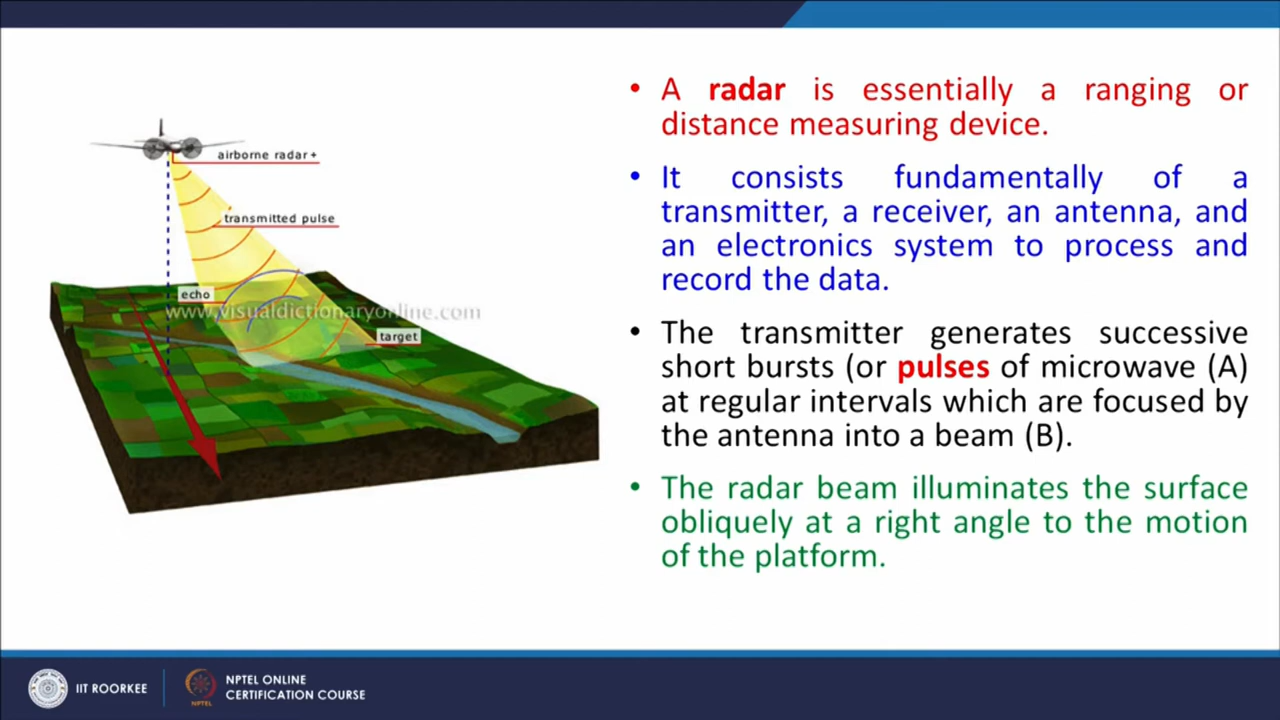 airborne radar +
transmitted pulse
echo
www.visualdictionaryonline.com
target
• A radar is essentially a ranging or
distance measuring device.
• It consists fundamentally of a
transmitter, a receiver, an antenna, and
an electronics system to process and
record the data.
• The transmitter generates successive
short bursts (or pulses of microwave (A)
at regular intervals which are focused by
the antenna into a beam (B).
• The radar beam illuminates the surface
obliquely at a right angle to the motion
of the platform.
IIT ROORKEE
NPTEL
NPTEL ONLINE
CERTIFICATION COURSE